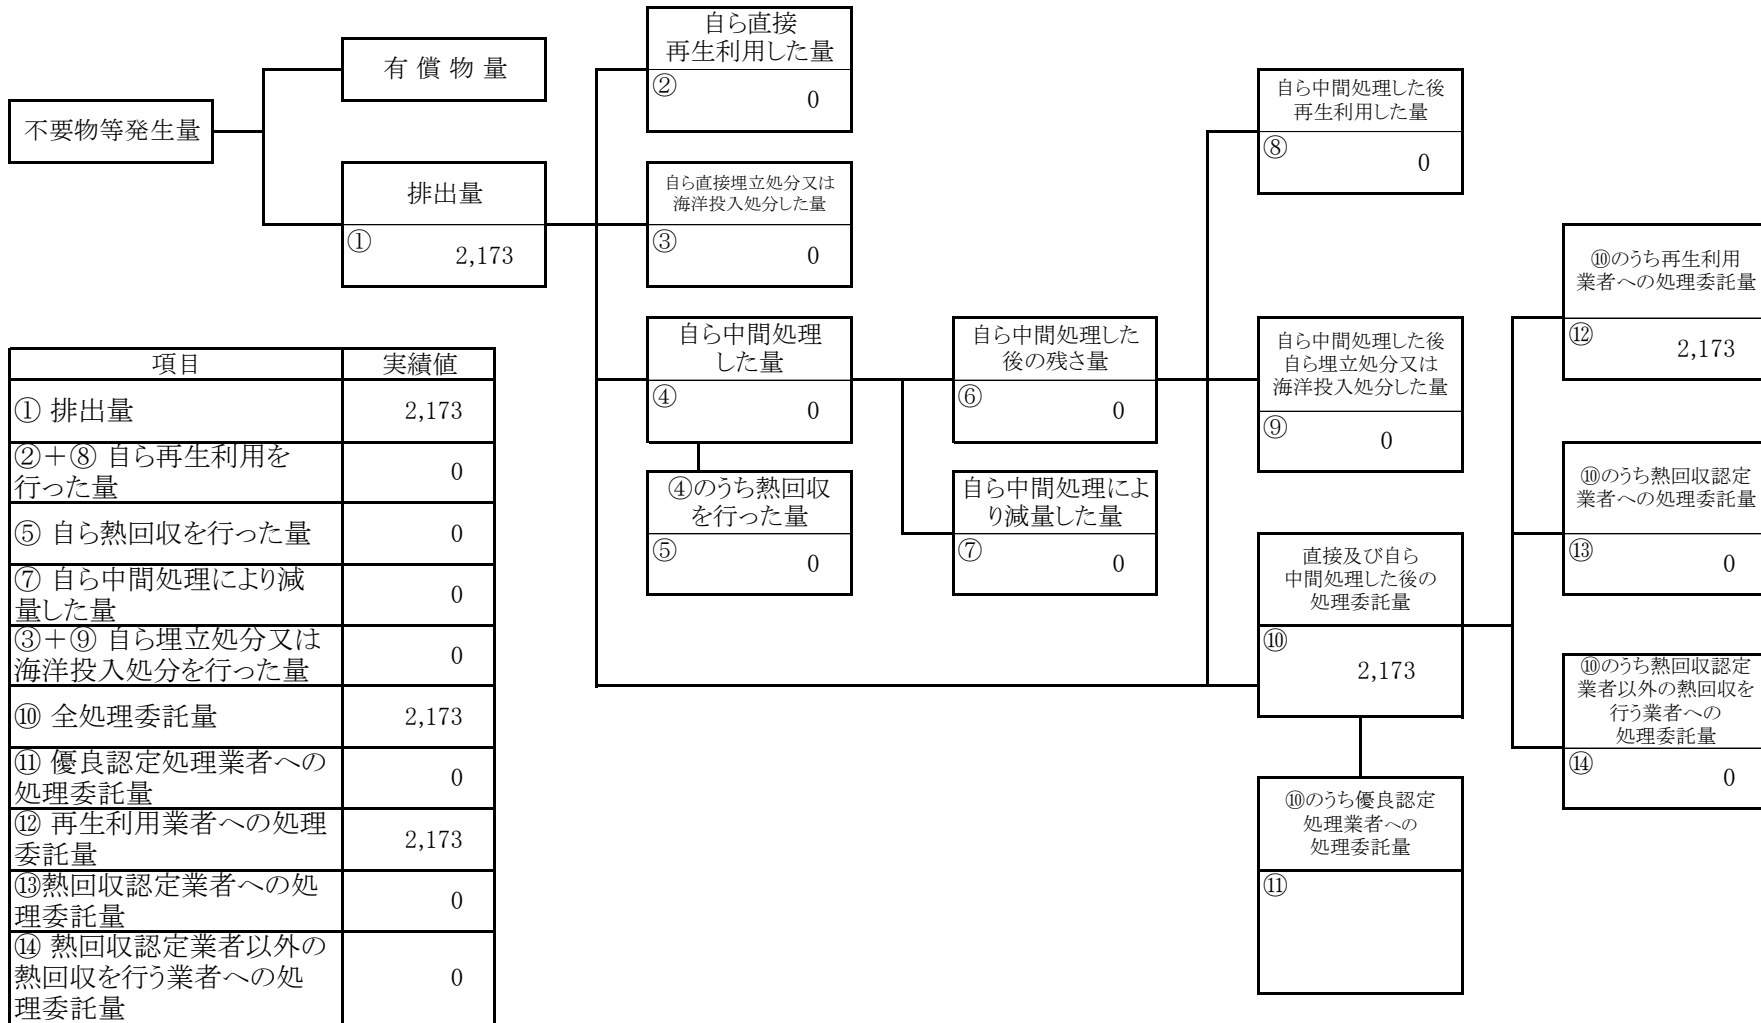 不要物等発生量
有償物量
排出量
①
2,173
自ら直接
再生利用した量
②
0
自ら直接埋立処分又は
海洋投入処分した量
③
0
自ら中間処理
した量
④
0
④のうち熱回収
を行った量
⑤
0
自ら中間処理した
後の残さ量
⑥
0
自ら中間処理によ
り減量した量
⑦
0
自ら中間処理した後
再生利用した量
⑧
0
自ら中間処理した後
自ら埋立処分又は
海洋投入処分した量
⑨
0
直接及び自ら
中間処理した後の
処理委託量
⑩
2,173
⑩のうち優良認定
処理業者への
処理委託量
⑪
⑩のうち再生利用
業者への処理委託量
⑫
2,173
⑩のうち熱回収認定
業者への処理委託量
⑬
0
⑩のうち熱回収認定
業者以外の熱回収を
行う業者への
処理委託量
⑭
0
項目 実績値
① 排出量 2,173
②＋⑧ 自ら再生利用を
行った量 0
⑤ 自ら熱回収を行った量 0
⑦ 自ら中間処理により減
量した量 0
③＋⑨ 自ら埋立処分又は
海洋投入処分を行った量 0
⑩ 全処理委託量 2,173
⑪ 優良認定処理業者への
処理委託量 0
⑫ 再生利用業者への処理
委託量 2,173
⑬熱回収認定業者への処
理委託量 0
⑭ 熱回収認定業者以外の
熱回収を行う業者への処
理委託量 0